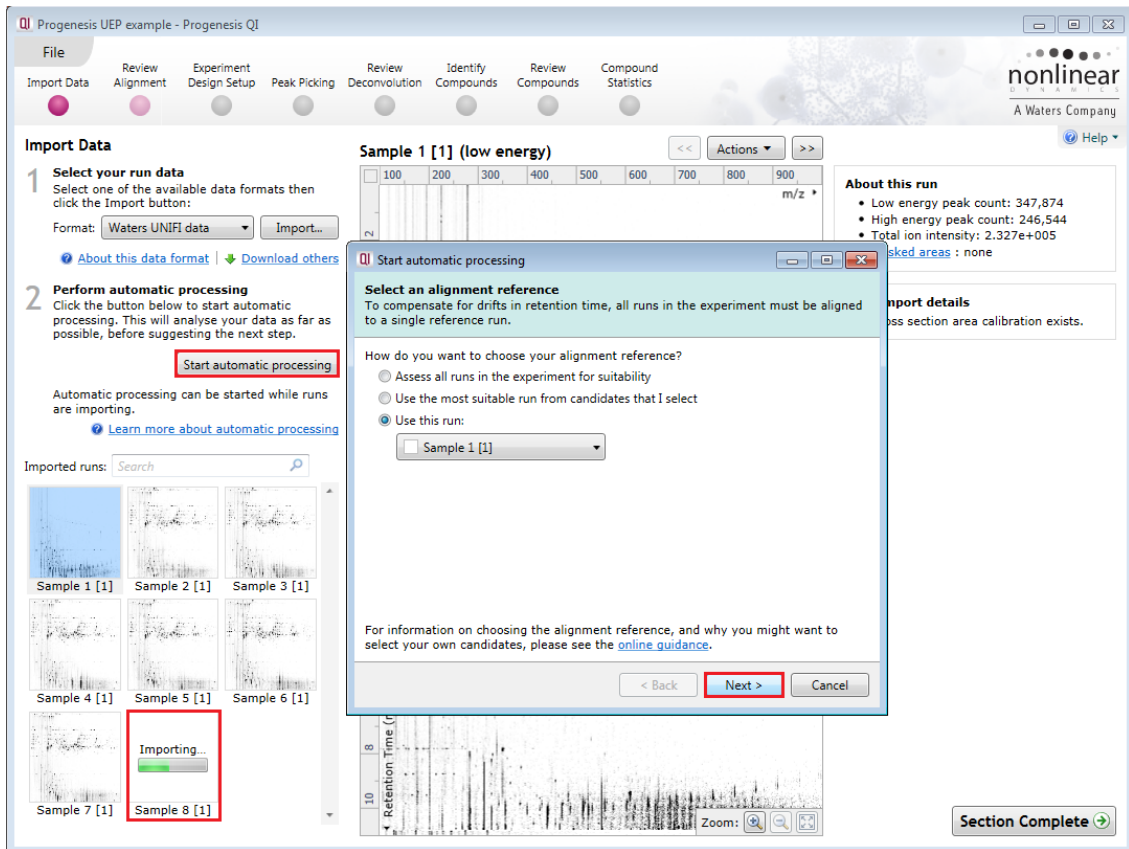 QI Progenesis UEP example - Progenesis QI
File
Import Data
Review Alignment
Experiment Design Setup
Peak Picking
Review Deconvolution
Identify Compounds
Review Compounds
Compound Statistics
nonlinear
DYNAMICS
A Waters Company
Help
Import Data
1 Select your run data
Select one of the available data formats then
click the Import button:
Format: Waters UNIFI data Import...
About this data format Download others
2 Perform automatic processing
Click the button below to start automatic
processing. This will analyse your data as far as
possible, before suggesting the next step.
Start automatic processing
Automatic processing can be started while runs
are importing.
Learn more about automatic processing
Imported runs: Search
Sample 1 [1] Sample 2 [1] Sample 3 [1]
Sample 4 [1] Sample 5 [1] Sample 6 [1]
Importing...
Sample 7 [1] Sample 8 [1]
Sample 1 [1] (low energy) << Actions >>
100 200 300 400 500 600 700 800 900
m/z
2
QI Start automatic processing
Select an alignment reference
To compensate for drifts in retention time, all runs in the experiment must be aligned
to a single reference run.
How do you want to choose your alignment reference?
Assess all runs in the experiment for suitability
Use the most suitable run from candidates that I select
Use this run:
Sample 1 [1]
For information on choosing the alignment reference, and why you might want to
select your own candidates, please see the online guidance.
< Back Next > Cancel
8
10
Retention Time (
Zoom:
About this run
• Low energy peak count: 347,874
• High energy peak count: 246,544
• Total ion intensity: 2.327e+005
sked areas : none
mport details
oss section area calibration exists.
Section Complete